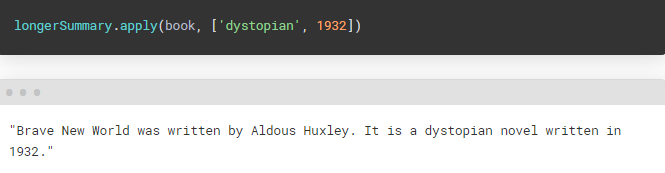 longerSummary.apply(book, ['dystopian', 1932])
"Brave New World was written by Aldous Huxley. It is a dystopian novel written in
1932."